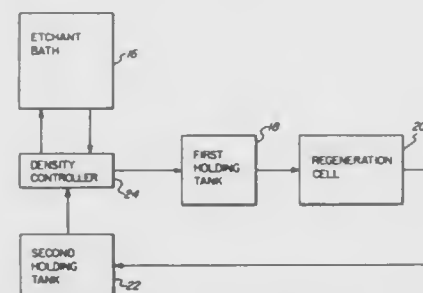 ETCHANT
BATH
16
DENSITY
CONTROLLER
24
FIRST
HOLDING
TANK
18
REGENERATION
CELL
20
SECOND
HOLDING
TANK
22